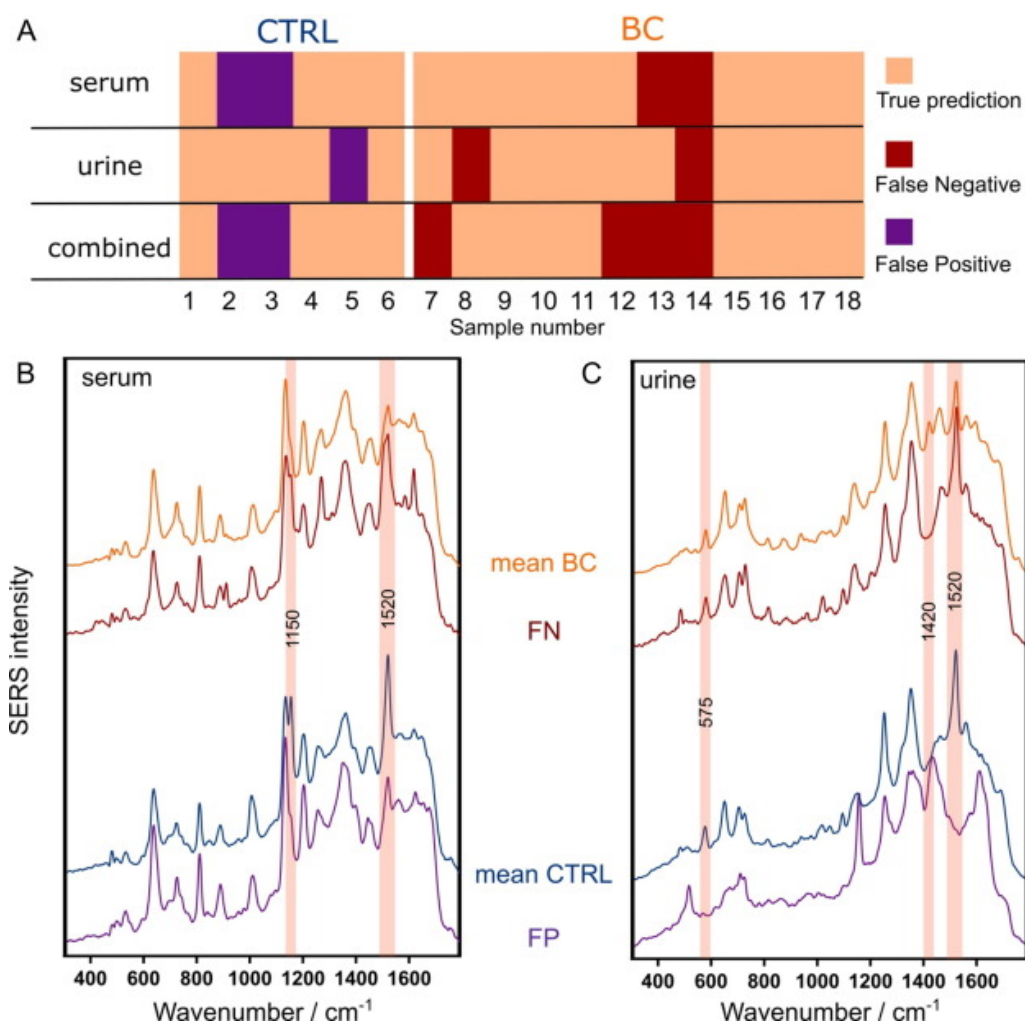 A
CTRL
BC
serum
urine
combined
True prediction
False Negative
False Positive
1 2 3 4 5 6 7 8 9 10 11 12 13 14 15 16 17 18
Sample number
B
serum
C
urine
SERS intensity
mean BC
FN
mean CTRL
FP
1150
1520
575
1420
1520
400 600 800 1000 1200 1400 1600
Wavenumber / cm⁻¹
400 600 800 1000 1200 1400 1600
Wavenumber / cm⁻¹